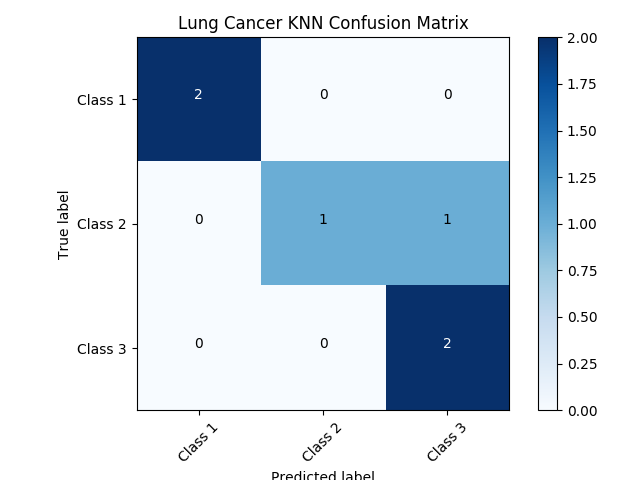 Lung Cancer KNN Confusion Matrix
True label
Class 1
2 0 0
Class 2
0 1 1
Class 3
0 0 2
Class 1 Class 2 Class 3
Predicted label
2.00
1.75
1.50
1.25
1.00
0.75
0.50
0.25
0.00